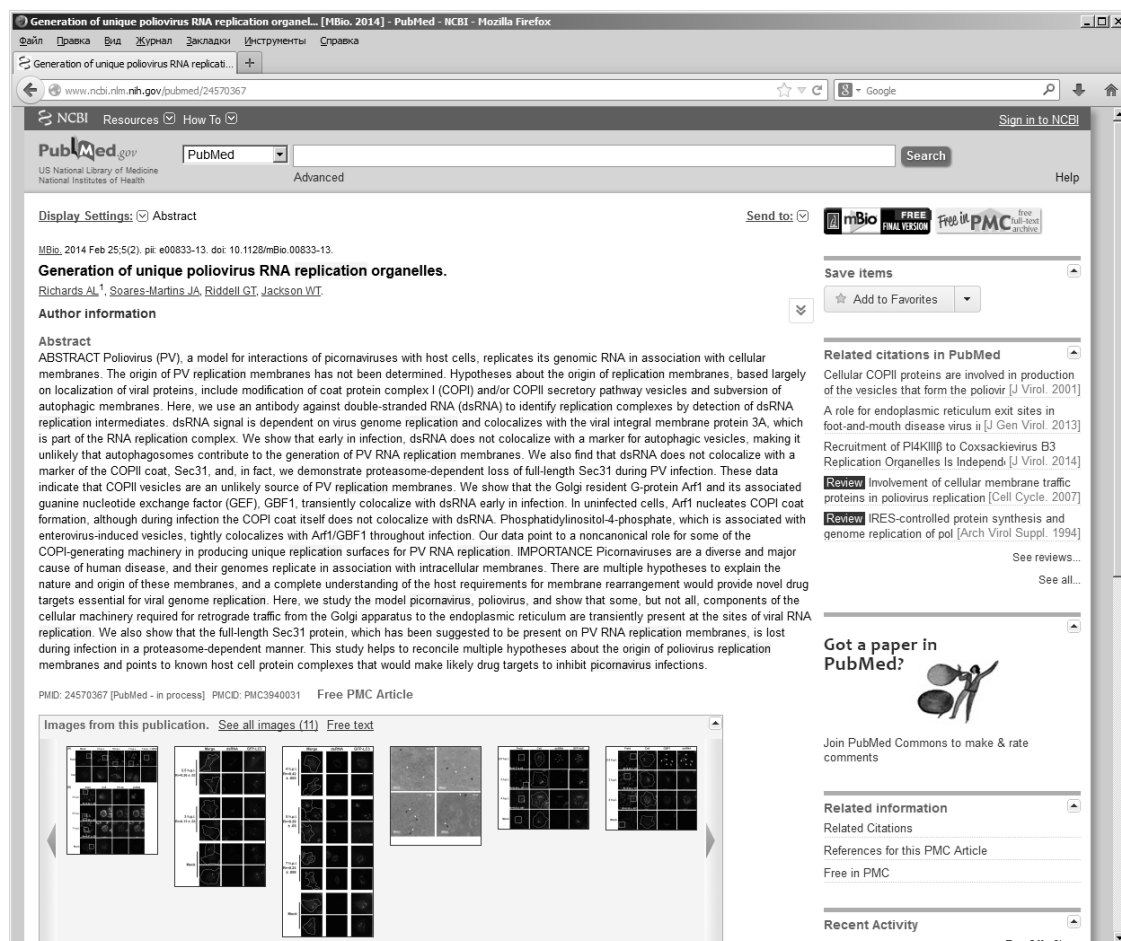 Generation of unique poliovirus RNA replication organel... [MBio. 2014] - PubMed - NCBI - Mozilla Firefox
Файл Правка Вид Журнал Закладки Инструменты Справка
Generation of unique poliovirus RNA replicati...
www.ncbi.nlm.nih.gov/pubmed/24570367
Google
NCBI Resources How To Sign in to NCBI
PubMed.gov
US National Library of Medicine
National Institutes of Health
PubMed
Search
Advanced
Help
Display Settings: Abstract
Send to:
MBio. 2014 Feb 25;5(2). pii: e00833-13. doi: 10.1128/mBio.00833-13.
Generation of unique poliovirus RNA replication organelles.
Richards AL1, Soares-Martins JA, Riddell GT, Jackson WT.
Author information
Abstract
ABSTRACT Poliovirus (PV), a model for interactions of picornaviruses with host cells, replicates its genomic RNA in association with cellular
membranes. The origin of PV replication membranes has not been determined. Hypotheses about the origin of replication membranes, based largely
on localization of viral proteins, include modification of coat protein complex I (COPI) and/or COPII secretory pathway vesicles and subversion of
autophagic membranes. Here, we use an antibody against double-stranded RNA (dsRNA) to identify replication complexes by detection of dsRNA
replication intermediates. dsRNA signal is dependent on virus genome replication and colocalizes with the viral integral membrane protein 3A, which
is part of the RNA replication complex. We show that early in infection, dsRNA does not colocalize with a marker for autophagic vesicles, making it
unlikely that autophagosomes contribute to the generation of PV RNA replication membranes. We also find that dsRNA does not colocalize with a
marker of the COPII coat, Sec31, and, in fact, we demonstrate proteasome-dependent loss of full-length Sec31 during PV infection. These data
indicate that COPII vesicles are an unlikely source of PV replication membranes. We show that the Golgi resident G-protein Arf1 and its associated
guanine nucleotide exchange factor (GEF), GBF1, transiently colocalize with dsRNA early in infection. In uninfected cells, Arf1 nucleates COPI coat
formation, although during infection the COPI coat itself does not colocalize with dsRNA. Phosphatidylinositol-4-phosphate, which is associated with
enterovirus-induced vesicles, tightly colocalizes with Arf1/GBF1 throughout infection. Our data point to a noncanonical role for some of the
COPI-generating machinery in producing unique replication surfaces for PV RNA replication. IMPORTANCE Picornaviruses are a diverse and major
cause of human disease, and their genomes replicate in association with intracellular membranes. There are multiple hypotheses to explain the
nature and origin of these membranes, and a complete understanding of the host requirements for membrane rearrangement would provide novel drug
targets essential for viral genome replication. Here, we study the model picornavirus, poliovirus, and show that some, but not all, components of the
cellular machinery required for retrograde traffic from the Golgi apparatus to the endoplasmic reticulum are transiently present at the sites of viral RNA
replication. We also show that the full-length Sec31 protein, which has been suggested to be present on PV RNA replication membranes, is lost
during infection in a proteasome-dependent manner. This study helps to reconcile multiple hypotheses about the origin of poliovirus replication
membranes and points to known host cell protein complexes that would make likely drug targets to inhibit picornavirus infections.
PMID: 24570367 [PubMed - in process] PMCID: PMC3940031 Free PMC Article
Images from this publication. See all images (11) Free text
mBio FREE FINAL VERSION
Free in PMC free full-text archive
Save items
Add to Favorites
Related citations in PubMed
Cellular COPII proteins are involved in production
of the vesicles that form the poliovir [J Virol. 2001]
A role for endoplasmic reticulum exit sites in
foot-and-mouth disease virus i [J Gen Virol. 2013]
Recruitment of PI4KIIIβ to Coxsackievirus B3
Replication Organelles Is Independ [J Virol. 2014]
Review Involvement of cellular membrane traffic
proteins in poliovirus replication [Cell Cycle. 2007]
Review IRES-controlled protein synthesis and
genome replication of pol [Arch Virol Suppl. 1994]
See reviews...
See all...
Got a paper in
PubMed?
Join PubMed Commons to make & rate
comments
Related information
Related Citations
References for this PMC Article
Free in PMC
Recent Activity